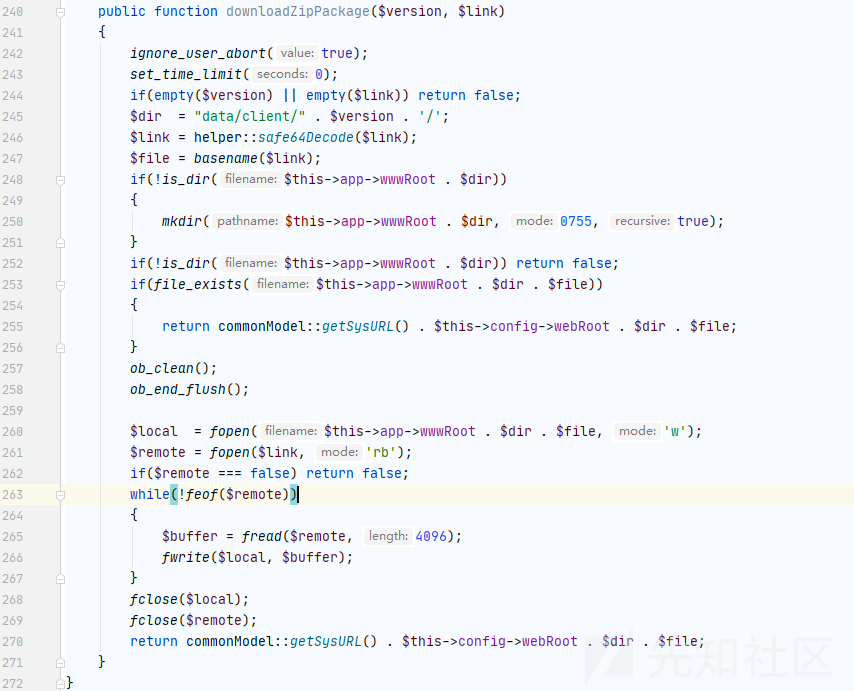 240 public function downloadZipPackage($version, $link)
241 {
242 ignore_user_abort( value: true);
243 set_time_limit( seconds: 0);
244 if(empty($version) || empty($link)) return false;
245 $dir  = "data/client/" . $version . '/';
246 $link = helper::safe64Decode($link);
247 $file = basename($link);
248 if(!is_dir( filename: $this->app->wwwRoot . $dir))
249 {
250 mkdir( pathname: $this->app->wwwRoot . $dir, mode: 0755, recursive: true);
251 }
252 if(!is_dir( filename: $this->app->wwwRoot . $dir)) return false;
253 if(file_exists( filename: $this->app->wwwRoot . $dir . $file))
254 {
255 return commonModel::getSysURL() . $this->config->webRoot . $dir . $file;
256 }
257 ob_clean();
258 ob_end_flush();
259
260 $local  = fopen( filename: $this->app->wwwRoot . $dir . $file, mode: 'w');
261 $remote = fopen($link, mode: 'rb');
262 if($remote === false) return false;
263 while(!feof($remote))
264 {
265 $buffer = fread($remote, length: 4096);
266 fwrite($local, $buffer);
267 }
268 fclose($local);
269 fclose($remote);
270 return commonModel::getSysURL() . $this->config->webRoot . $dir . $file;
271 }
272 }
先知社区